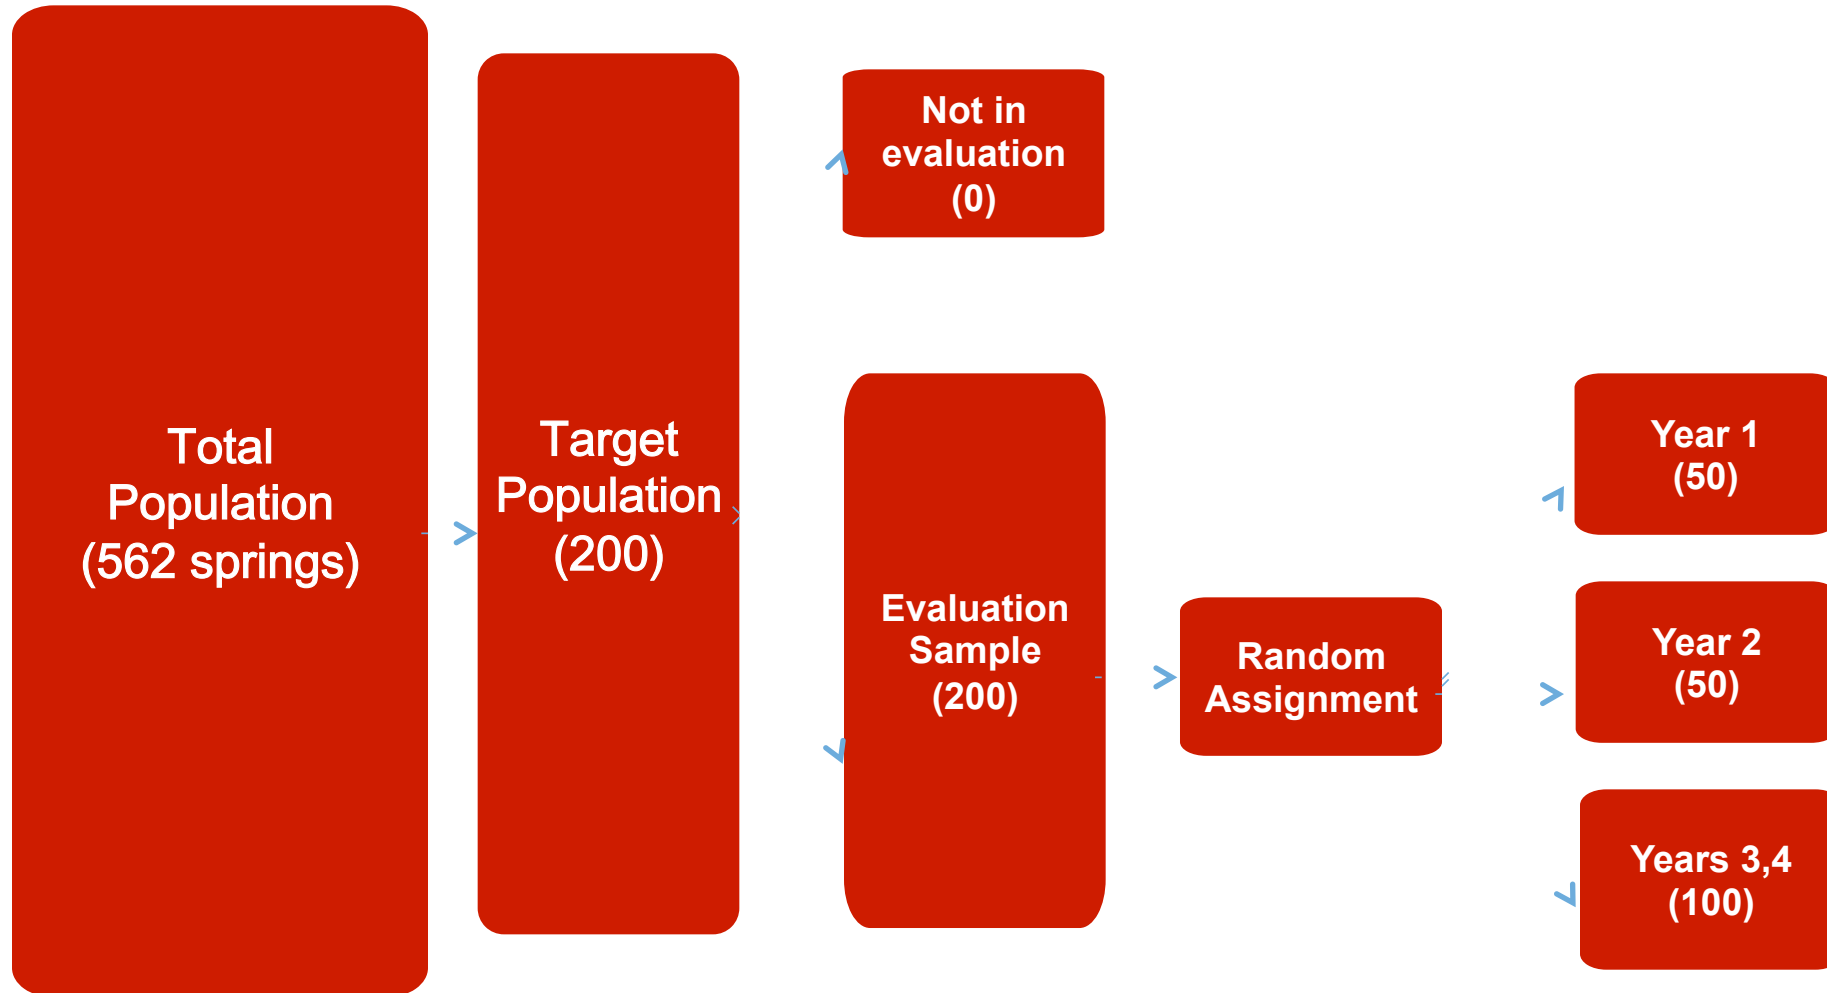 Total
Population
(562 springs)
Target
Population
(200)
Not in
evaluation
(0)
Evaluation
Sample
(200)
Random
Assignment
Year 1
(50)
Year 2
(50)
Years 3,4
(100)